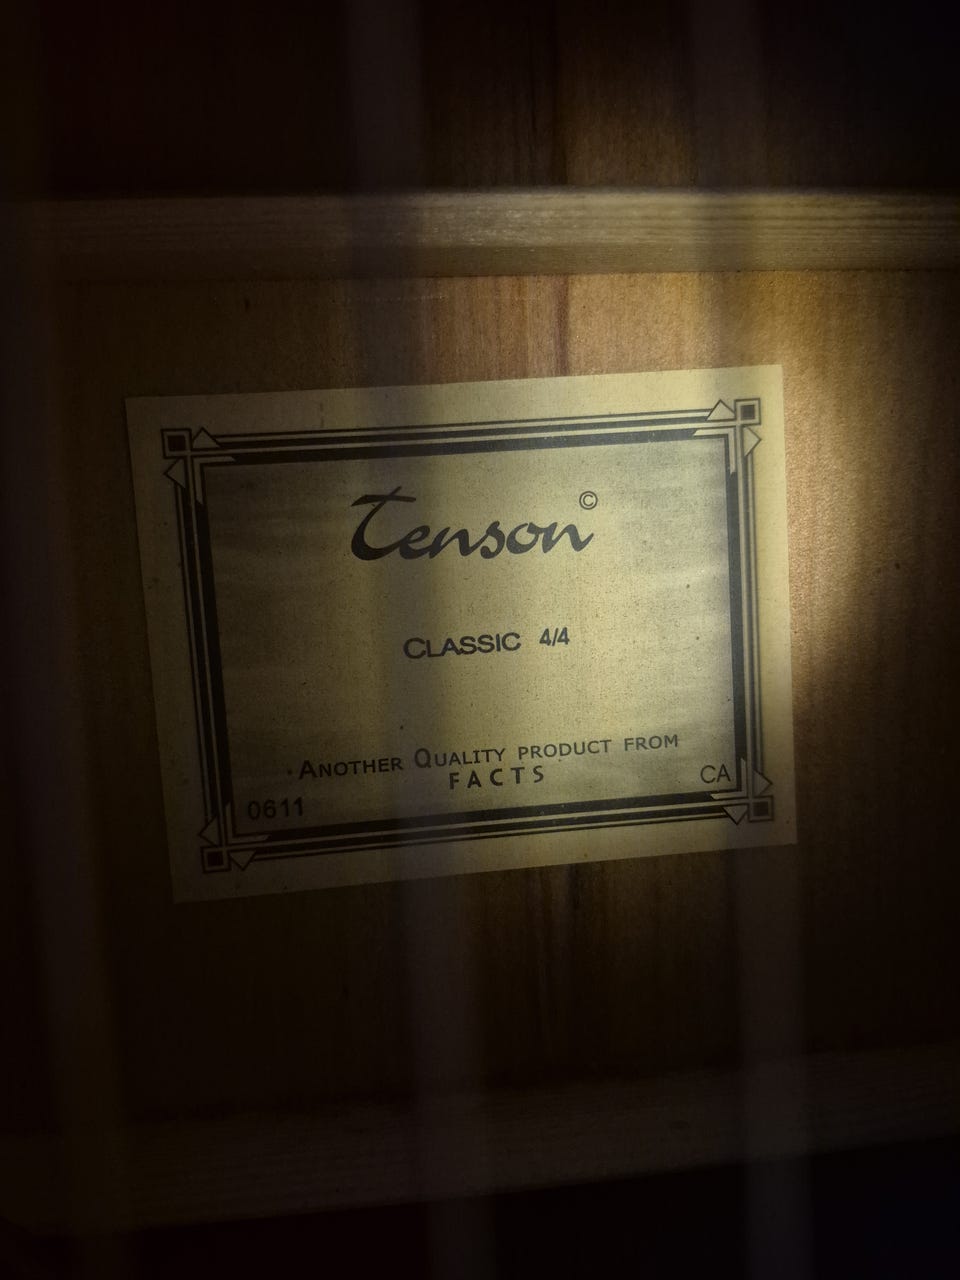 Tenson©
CLASSIC 4/4
ANOTHER QUALITY PRODUCT FROM
FACTS
CA
0611